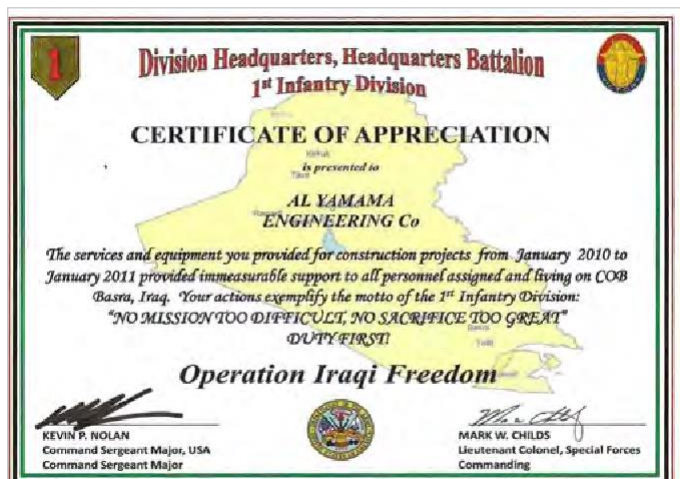 1
Division Headquarters, Headquarters Battalion
1st Infantry Division
CERTIFICATE OF APPRECIATION
is presented to
AL YAMAMA
ENGINEERING Co
The services and equipment you provided for construction projects from January 2010 to
January 2011 provided immeasurable support to all personnel assigned and living on COB
Basra, Iraq. Your actions exemplify the motto of the 1st Infantry Division:
"NO MISSION TOO DIFFICULT, NO SACRIFICE TOO GREAT"
DUTY FIRST!
Operation Iraqi Freedom
KEVIN P. NOLAN
Command Sergeant Major, USA
Command Sergeant Major
MARK W. CHILDS
Lieutenant Colonel, Special Forces
Commanding